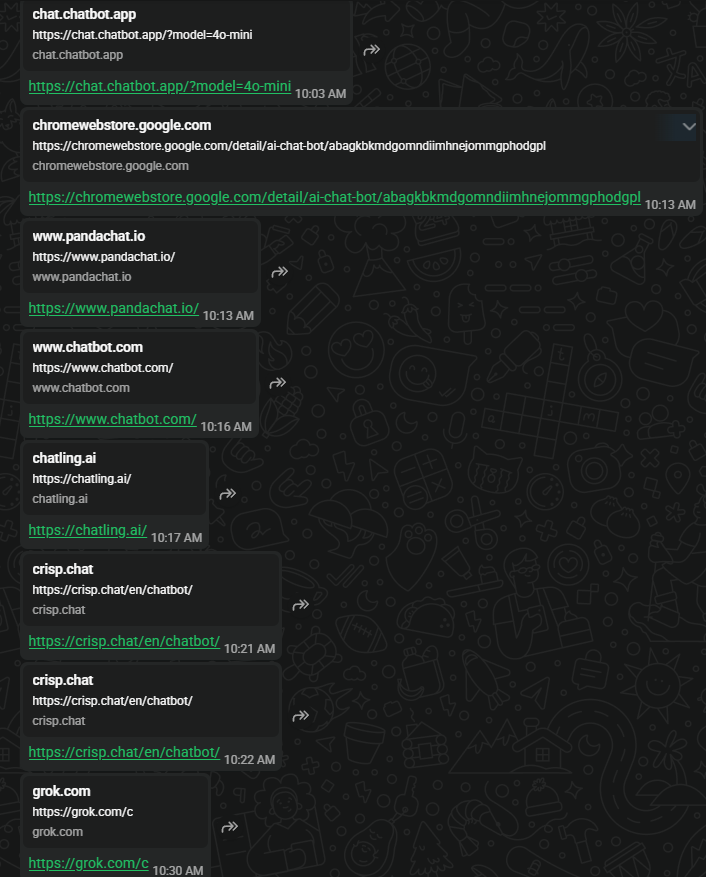 chat.chatbot.app
https://chat.chatbot.app/?model=4o-mini
chat.chatbot.app
https://chat.chatbot.app/?model=4o-mini 10:03 AM
chromewebstore.google.com
https://chromewebstore.google.com/detail/ai-chat-bot/abagkbkmdgomndiimhnejommgphodgpl
chromewebstore.google.com
https://chromewebstore.google.com/detail/ai-chat-bot/abagkbkmdgomndiimhnejommgphodgpl 10:13 AM
www.pandachat.io
https://www.pandachat.io/
www.pandachat.io
https://www.pandachat.io/ 10:13 AM
www.chatbot.com
https://www.chatbot.com/
www.chatbot.com
https://www.chatbot.com/ 10:16 AM
chatling.ai
https://chatling.ai/
chatling.ai
https://chatling.ai/ 10:17 AM
crisp.chat
https://crisp.chat/en/chatbot/
crisp.chat
https://crisp.chat/en/chatbot/ 10:21 AM
crisp.chat
https://crisp.chat/en/chatbot/
crisp.chat
https://crisp.chat/en/chatbot/ 10:22 AM
grok.com
https://grok.com/c
grok.com
https://grok.com/c 10:30 AM